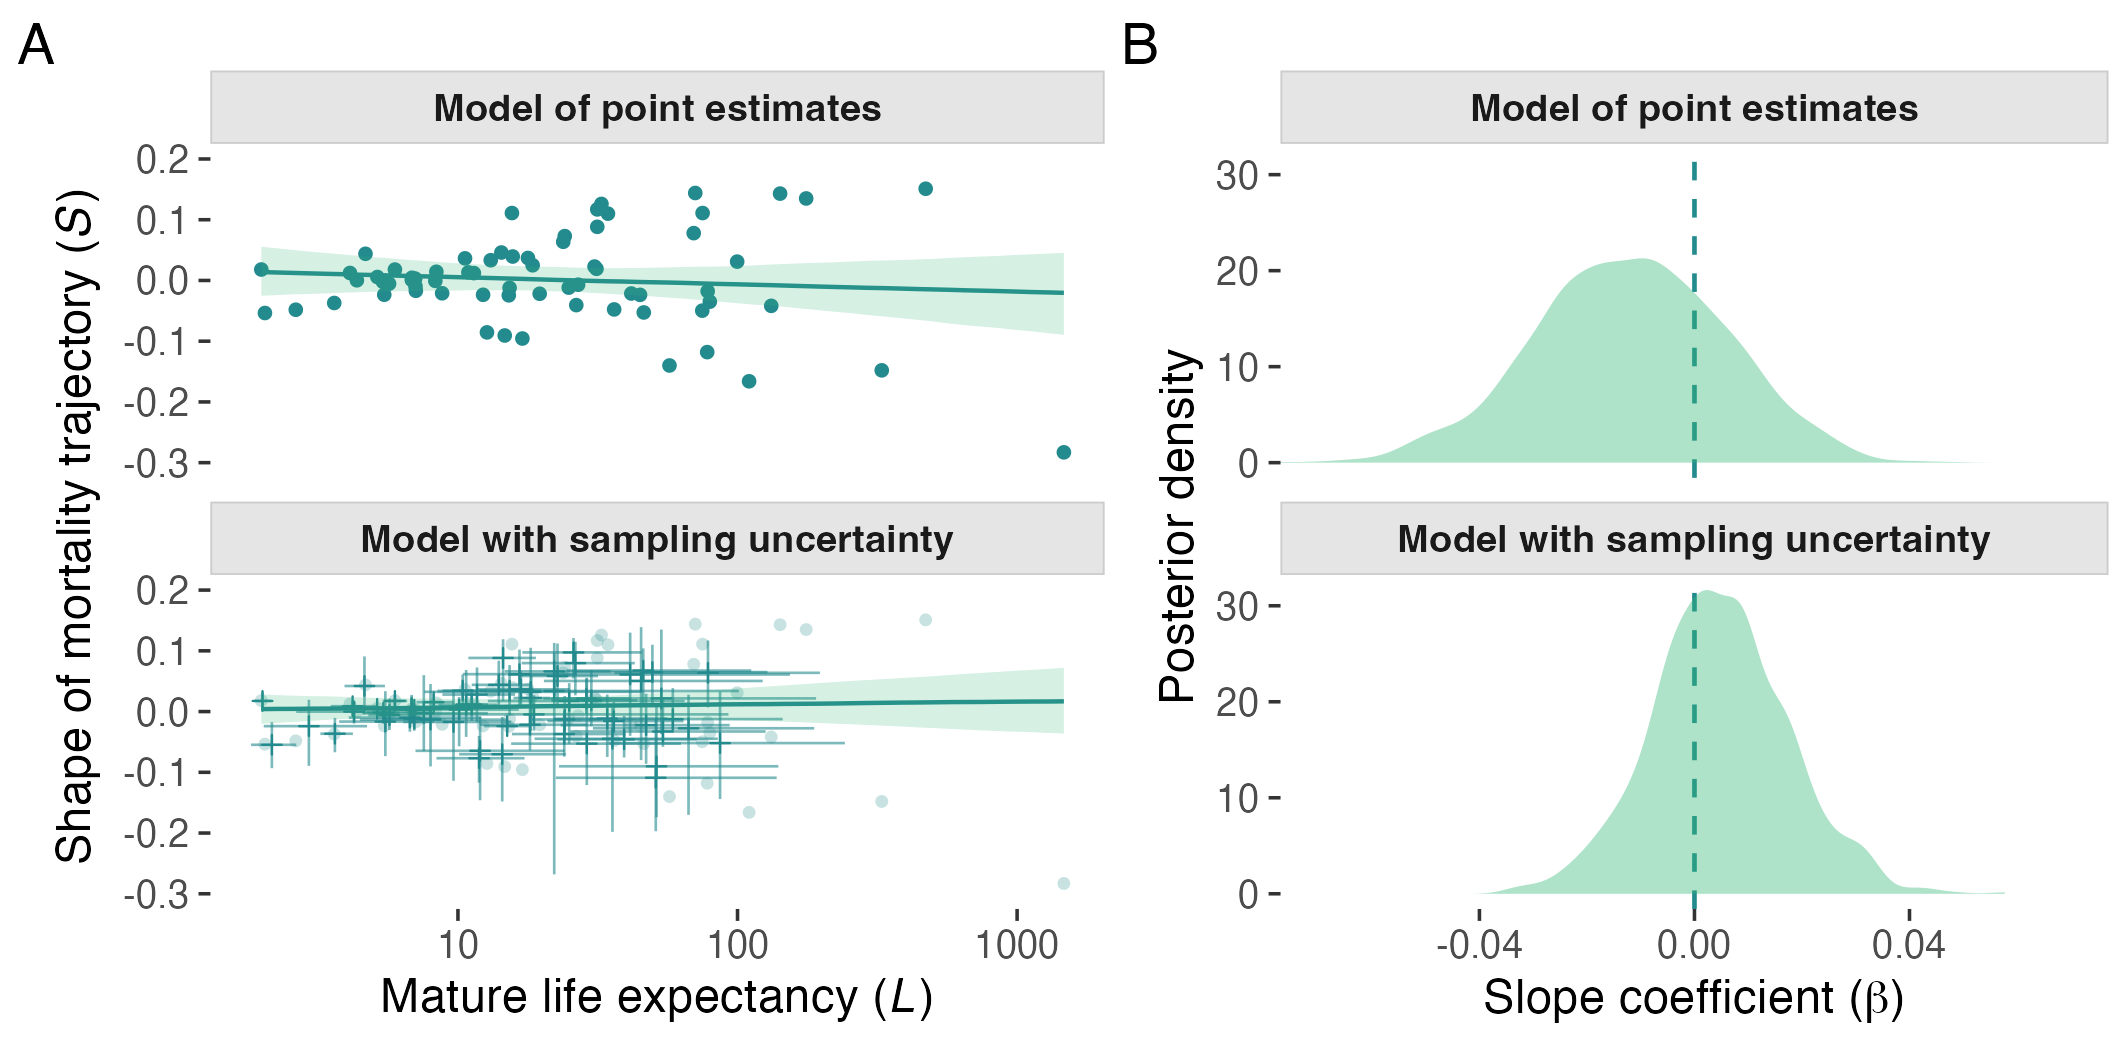 A
B
Model of point estimates
Model of point estimates
Shape of mortality trajectory (S)
0.2
0.1
0.0
-0.1
-0.2
-0.3
Posterior density
30
20
10
0
Model with sampling uncertainty
Model with sampling uncertainty
0.2
0.1
0.0
-0.1
-0.2
-0.3
30
20
10
0
10
100
1000
-0.04
0.00
0.04
Mature life expectancy (L)
Slope coefficient (β)